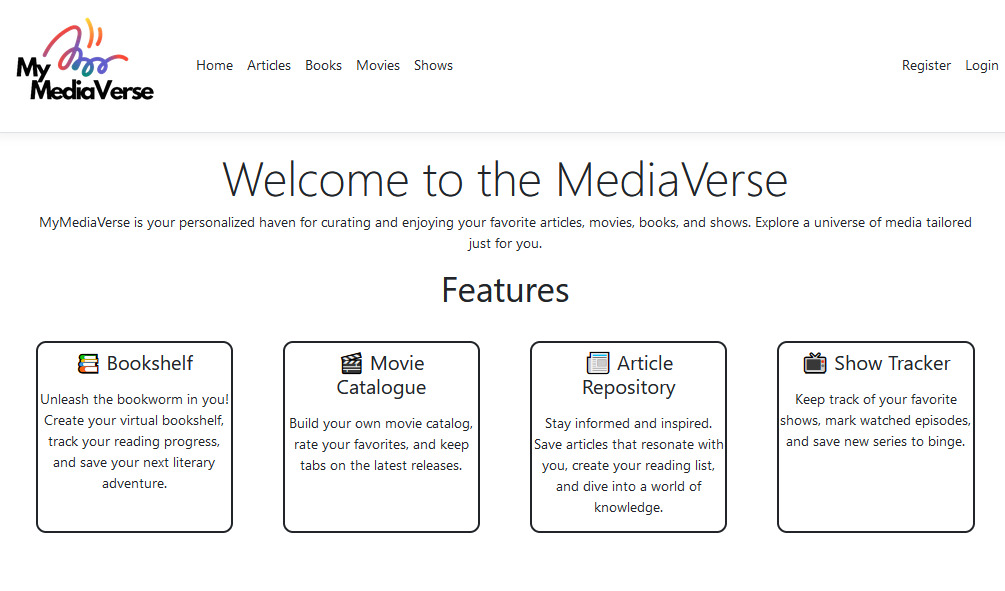 My
MediaVerse
Home Articles Books Movies Shows Register Login
Welcome to the MediaVerse
MyMediaVerse is your personalized haven for curating and enjoying your favorite articles, movies, books, and shows. Explore a universe of media tailored
just for you.
Features
Bookshelf
Unleash the bookworm in you!
Create your virtual bookshelf,
track your reading progress,
and save your next literary
adventure.
Movie
Catalogue
Build your own movie catalog,
rate your favorites, and keep
tabs on the latest releases.
Article
Repository
Stay informed and inspired.
Save articles that resonate with
you, create your reading list,
and dive into a world of
knowledge.
Show Tracker
Keep track of your favorite
shows, mark watched episodes,
and save new series to binge.